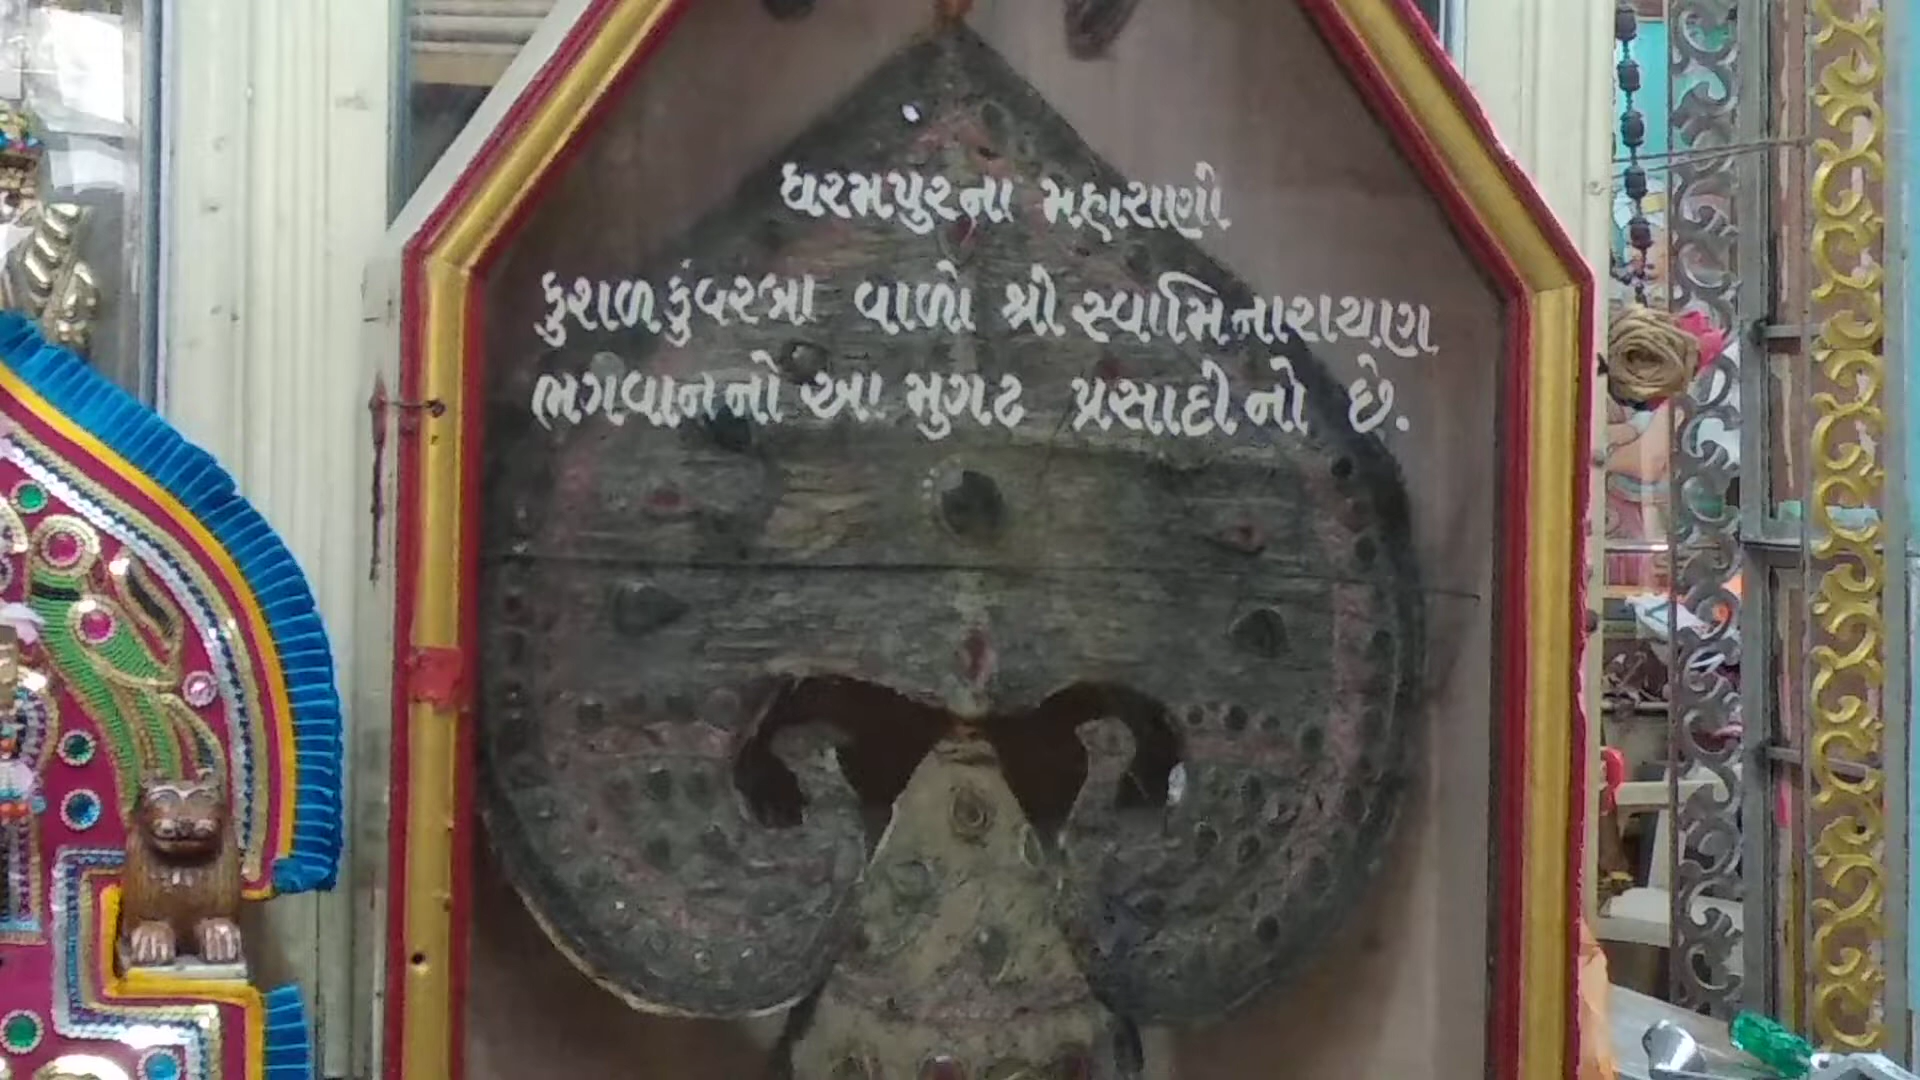 ધરમપુરના મહારાણી
કુશળકુંવરબા વાળો શ્રી સ્વામિનારાયણ
ભગવાનનો આ મુગટ પ્રસાદીનો છે.